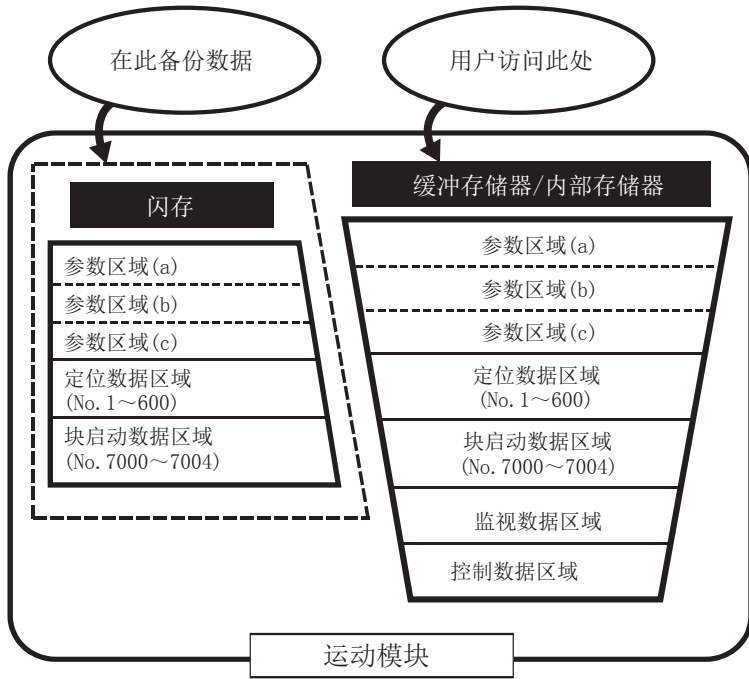 在此备份数据
用户访问此处
闪存
参数区域(a)
参数区域(b)
参数区域(c)
定位数据区域
(No.1～600)
块启动数据区域
(No.7000～7004)
缓冲存储器/内部存储器
参数区域(a)
参数区域(b)
参数区域(c)
定位数据区域
(No.1～600)
块启动数据区域
(No.7000～7004)
监视数据区域
控制数据区域
运动模块